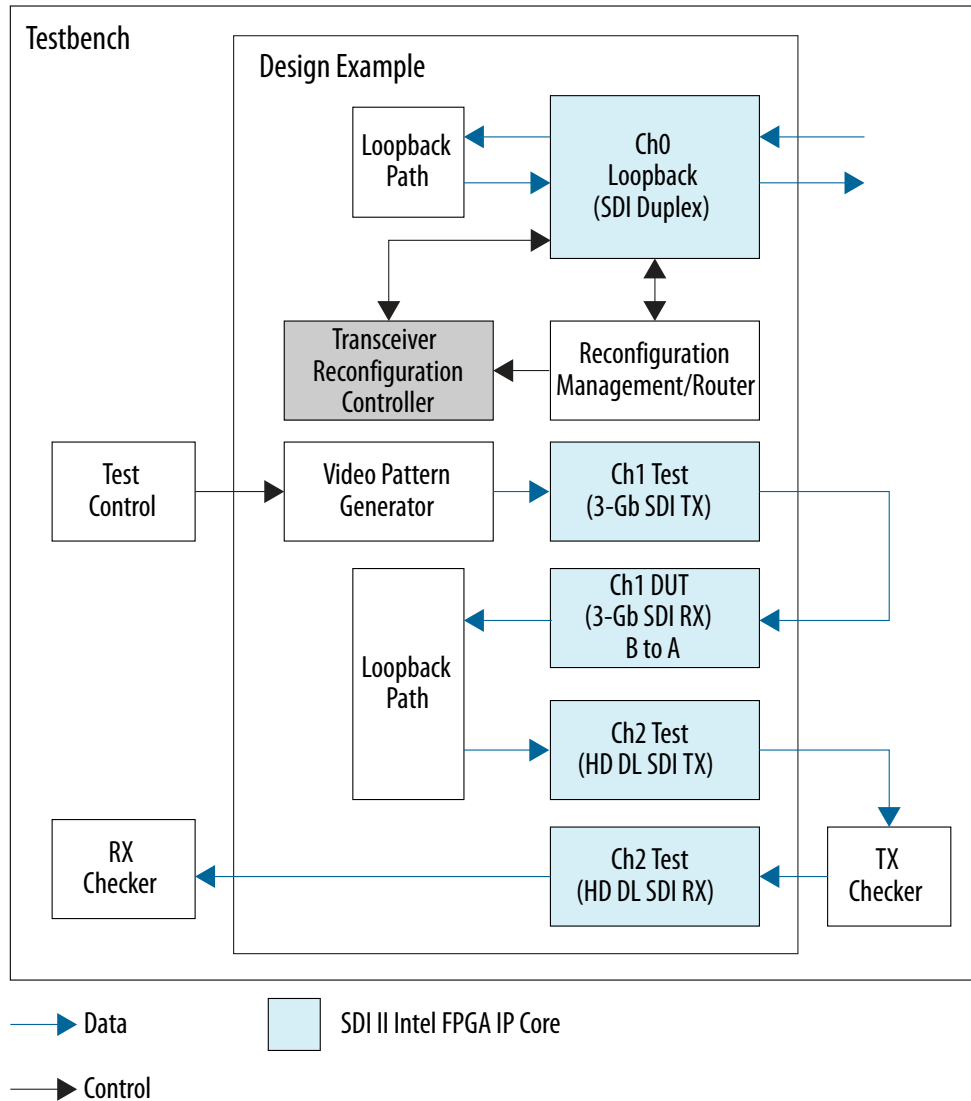 Testbench
Design Example
Loopback
Path
Ch0
Loopback
(SDI Duplex)
Transceiver
Reconfiguration
Controller
Reconfiguration
Management/Router
Test
Control
Video Pattern
Generator
Ch1 Test
(3-Gb SDI TX)
Ch1 DUT
(3-Gb SDI RX)
B to A
Loopback
Path
Ch2 Test
(HD DL SDI TX)
RX
Checker
Ch2 Test
(HD DL SDI RX)
TX
Checker
Data
SDI II Intel FPGA IP Core
Control